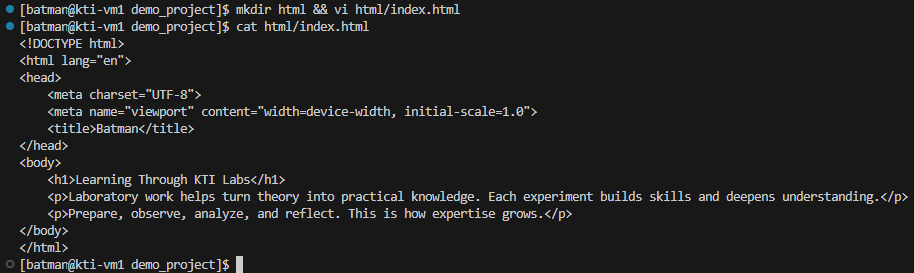 [batman@kti-vm1 demo_project]$ mkdir html && vi html/index.html
[batman@kti-vm1 demo_project]$ cat html/index.html
<!DOCTYPE html>
<html lang="en">
<head>
    <meta charset="UTF-8">
    <meta name="viewport" content="width=device-width, initial-scale=1.0">
    <title>Batman</title>
</head>
<body>
    <h1>Learning Through KTI Labs</h1>
    <p>Laboratory work helps turn theory into practical knowledge. Each experiment builds skills and deepens understanding.</p>
    <p>Prepare, observe, analyze, and reflect. This is how expertise grows.</p>
</body>
</html>
[batman@kti-vm1 demo_project]$